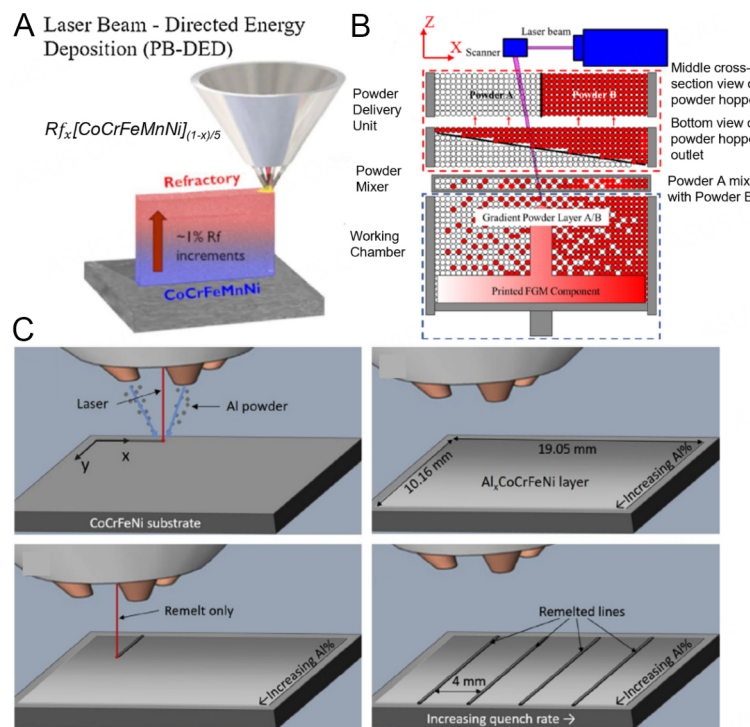 A
Laser Beam - Directed Energy
Deposition (PB-DED)
Rfx[CoCrFeMnNi](1-x)/5
Refractory
~1% Rf
increments
CoCrFeMnNi
B
Z
X
Laser beam
Scanner
Powder
Delivery
Unit
Powder A
Powder B
Middle cross-
section view o
powder hoppe
Bottom view o
powder hoppe
outlet
Powder
Mixer
Powder A mix
with Powder B
Working
Chamber
Gradient Powder Layer A/B
Printed FGM Component
C
Laser
Al powder
y
x
CoCrFeNi substrate
19.05 mm
10.16 mm
AlxCoCrFeNi layer
←Increasing Al%
Remelt only
←Increasing Al%
Remelted lines
4 mm
←Increasing Al%
Increasing quench rate →